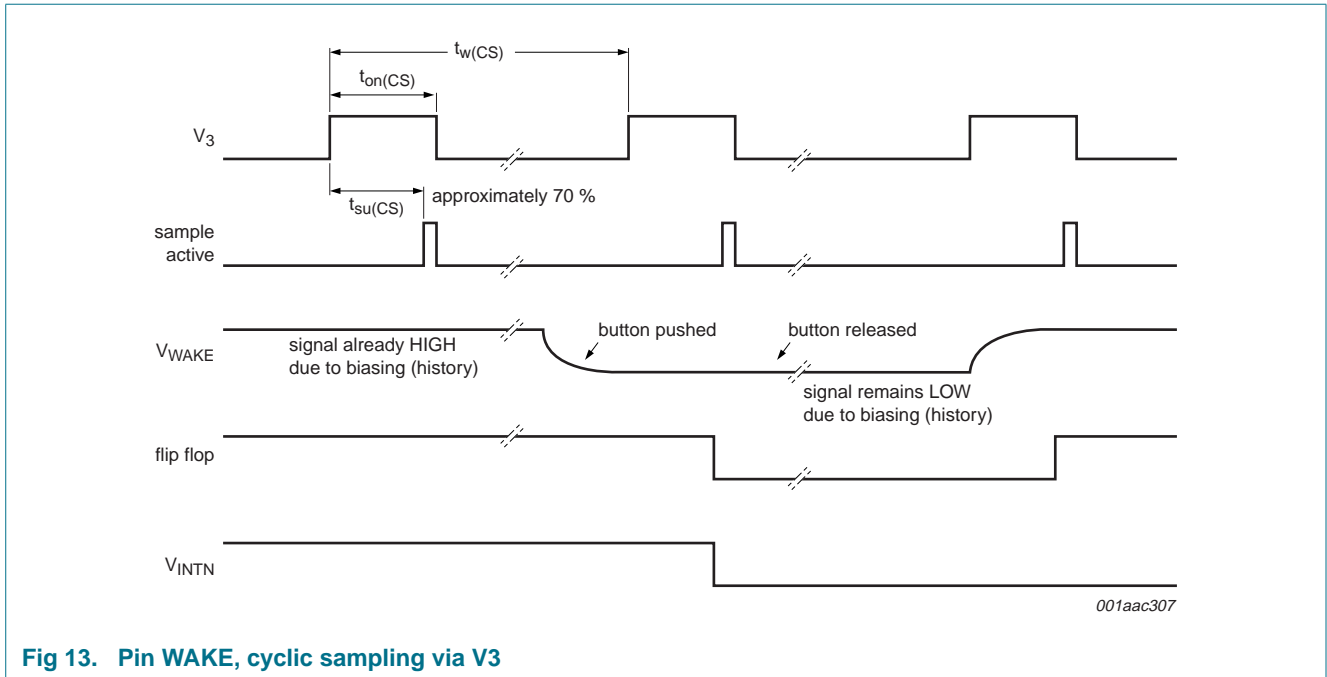 tw(CS)
ton(CS)
V3
tsu(CS)
approximately 70 %
sample
active
VWAKE
signal already HIGH
due to biasing (history)
button pushed
button released
signal remains LOW
due to biasing (history)
flip flop
VINTN
001aac307
Fig 13. Pin WAKE, cyclic sampling via V3